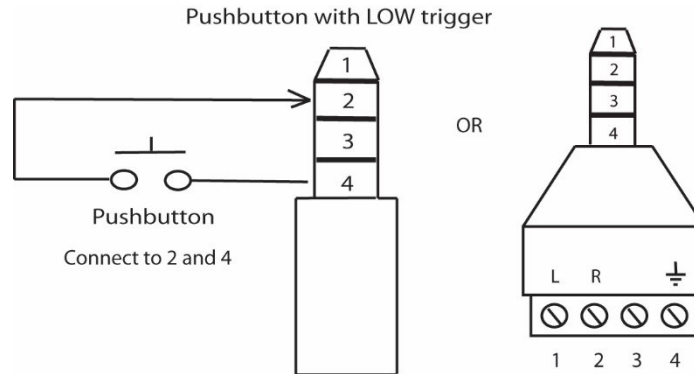 Pushbutton with LOW trigger
1
2
3
4
Pushbutton
Connect to 2 and 4
OR
1
2
3
4
L R
1 2 3 4